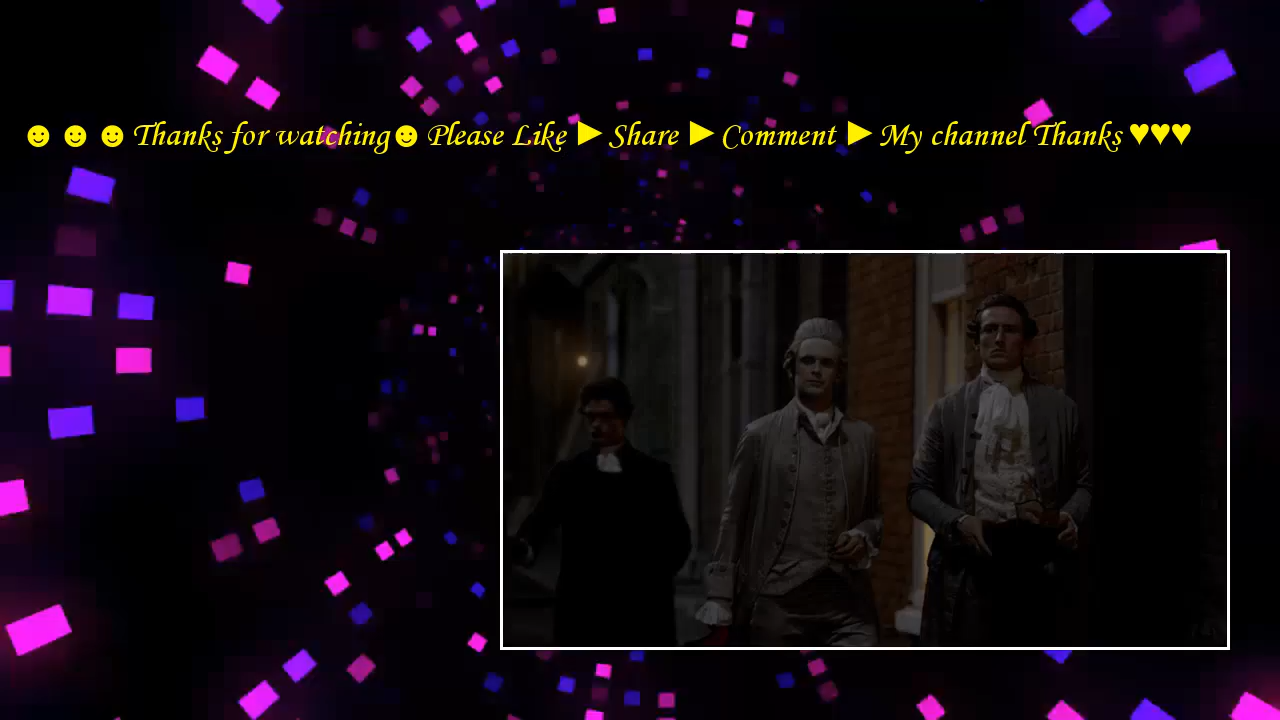 ☻ ☻ ☻ Thanks for watching☻ Please Like ► Share ► Comment ► My channel Thanks ♥♥♥